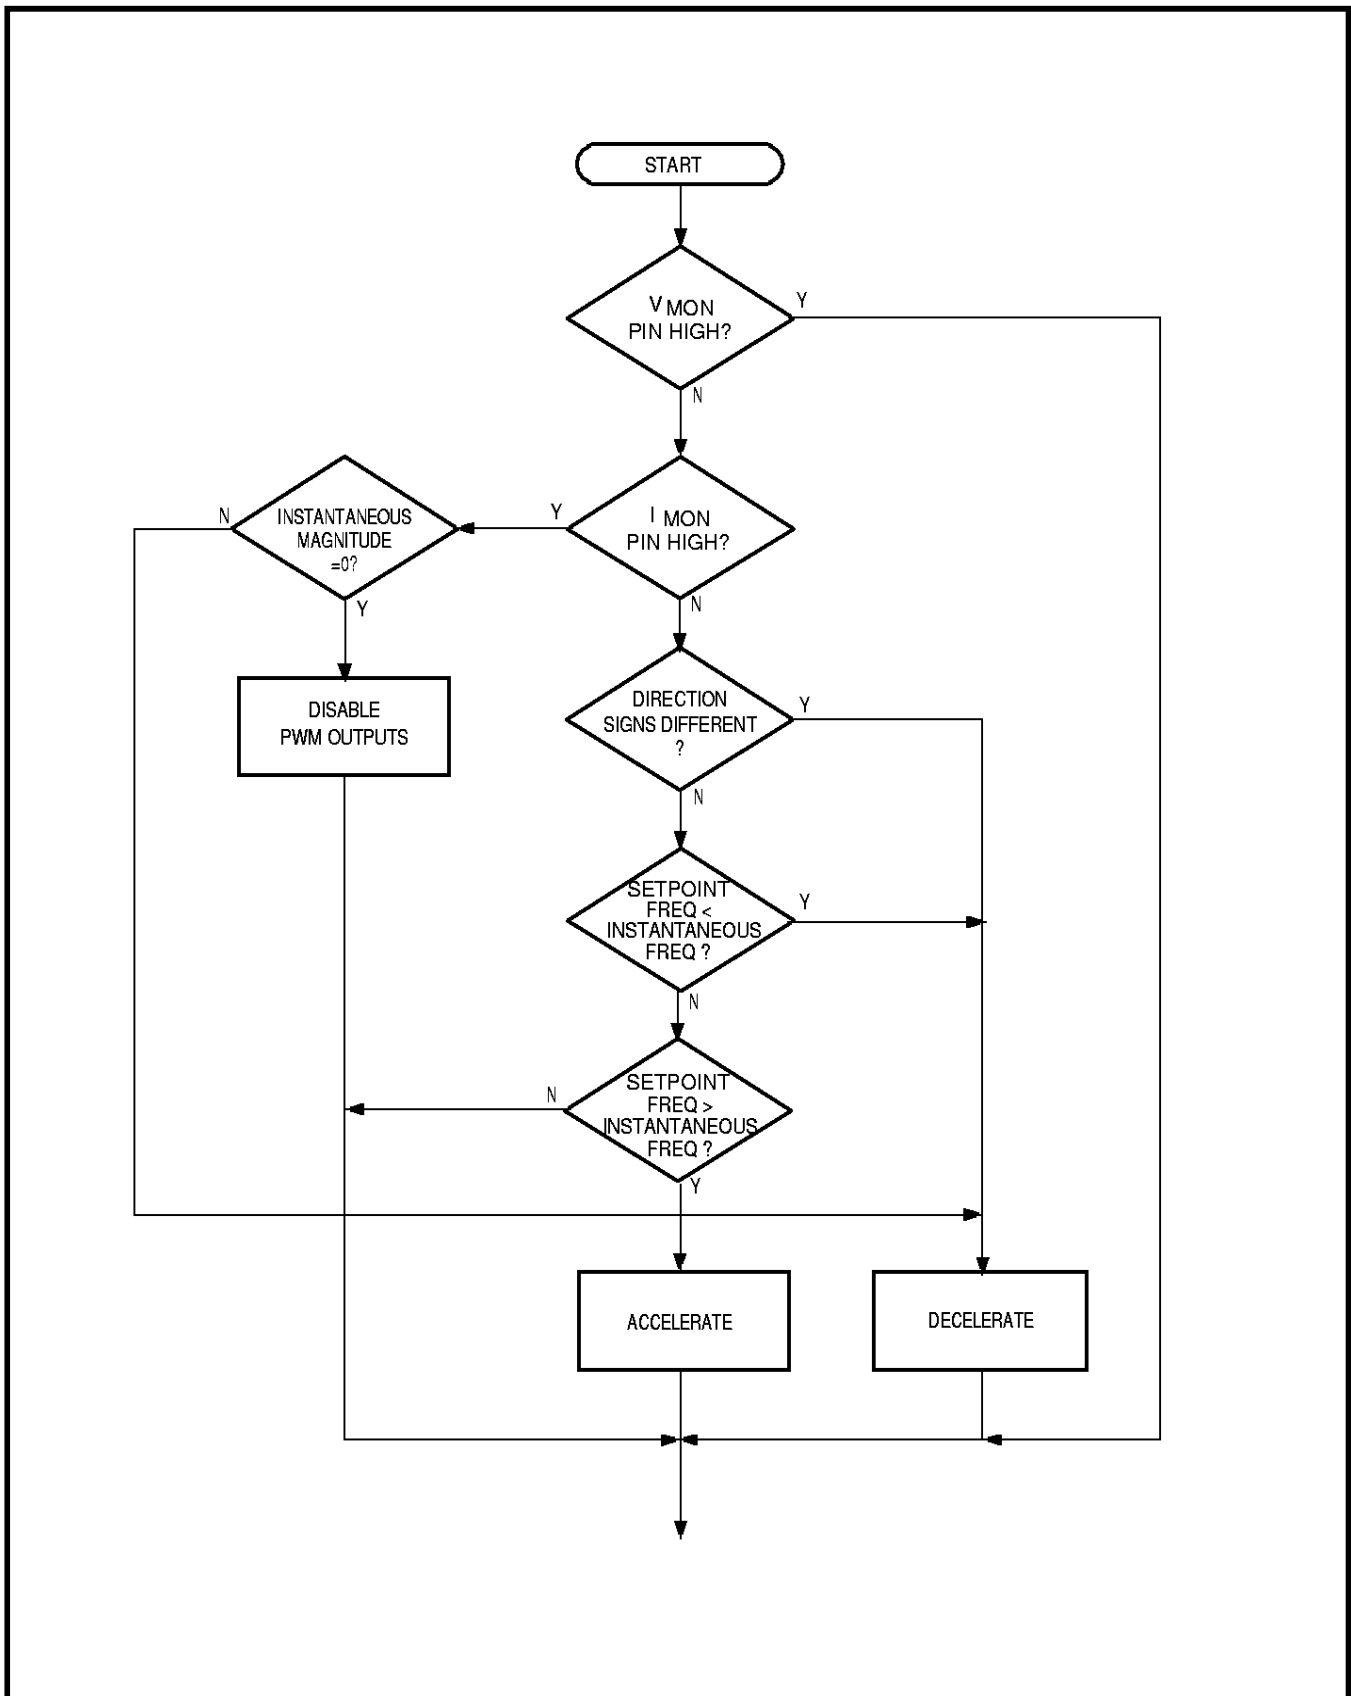 START
V MON
PIN HIGH?
Y
N
I MON
PIN HIGH?
Y
N
INSTANTANEOUS
MAGNITUDE
=0?
N
Y
DISABLE
PWM OUTPUTS
DIRECTION
SIGNS DIFFERENT
?
Y
N
SETPOINT
FREQ <
INSTANTANEOUS
FREQ ?
Y
N
SETPOINT
FREQ >
INSTANTANEOUS
FREQ ?
N
Y
ACCELERATE
DECELERATE